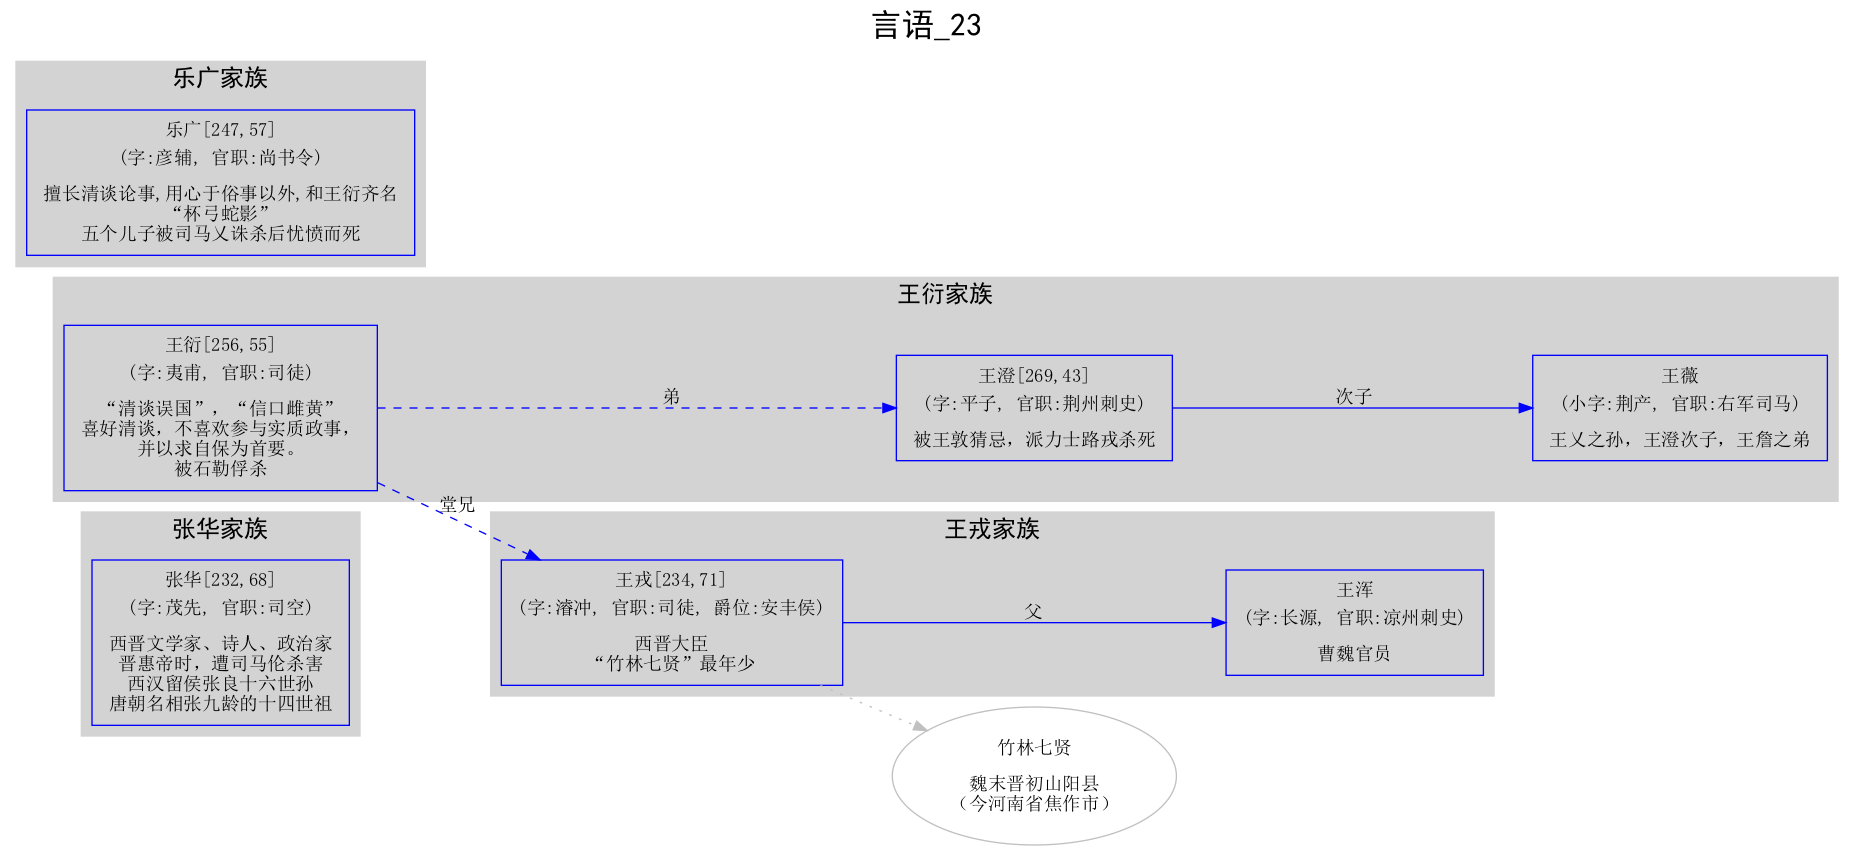 言语_23
乐广家族
乐广[247,57]
(字:彦辅, 官职:尚书令)
擅长清谈论事,用心于俗事以外,和王衍齐名
“杯弓蛇影”
五个儿子被司马乂诛杀后忧愤而死
王衍家族
王衍[256,55]
(字:夷甫, 官职:司徒)
“清谈误国”，“信口雌黄”
喜好清谈，不喜欢参与实质政事，
并以求自保为首要。
被石勒俘杀
弟
王澄[269,43]
(字:平子, 官职:荆州刺史)
被王敦猜忌，派力士路戎杀死
次子
王薇
(小字:荆产, 官职:右军司马)
王乂之孙，王澄次子，王詹之弟
堂兄
张华家族
张华[232,68]
(字:茂先, 官职:司空)
西晋文学家、诗人、政治家
晋惠帝时，遭司马伦杀害
西汉留侯张良十六世孙
唐朝名相张九龄的十四世祖
王戎家族
王戎[234,71]
(字:濬冲, 官职:司徒, 爵位:安丰侯)
西晋大臣
“竹林七贤”最年少
父
王浑
(字:长源, 官职:凉州刺史)
曹魏官员
竹林七贤
魏末晋初山阳县
（今河南省焦作市）